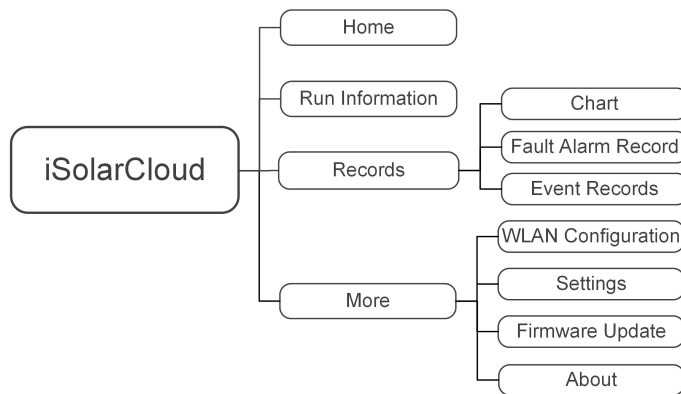 iSolarCloud
Home
Run Information
Records
Chart
Fault Alarm Record
Event Records
More
WLAN Configuration
Settings
Firmware Update
About